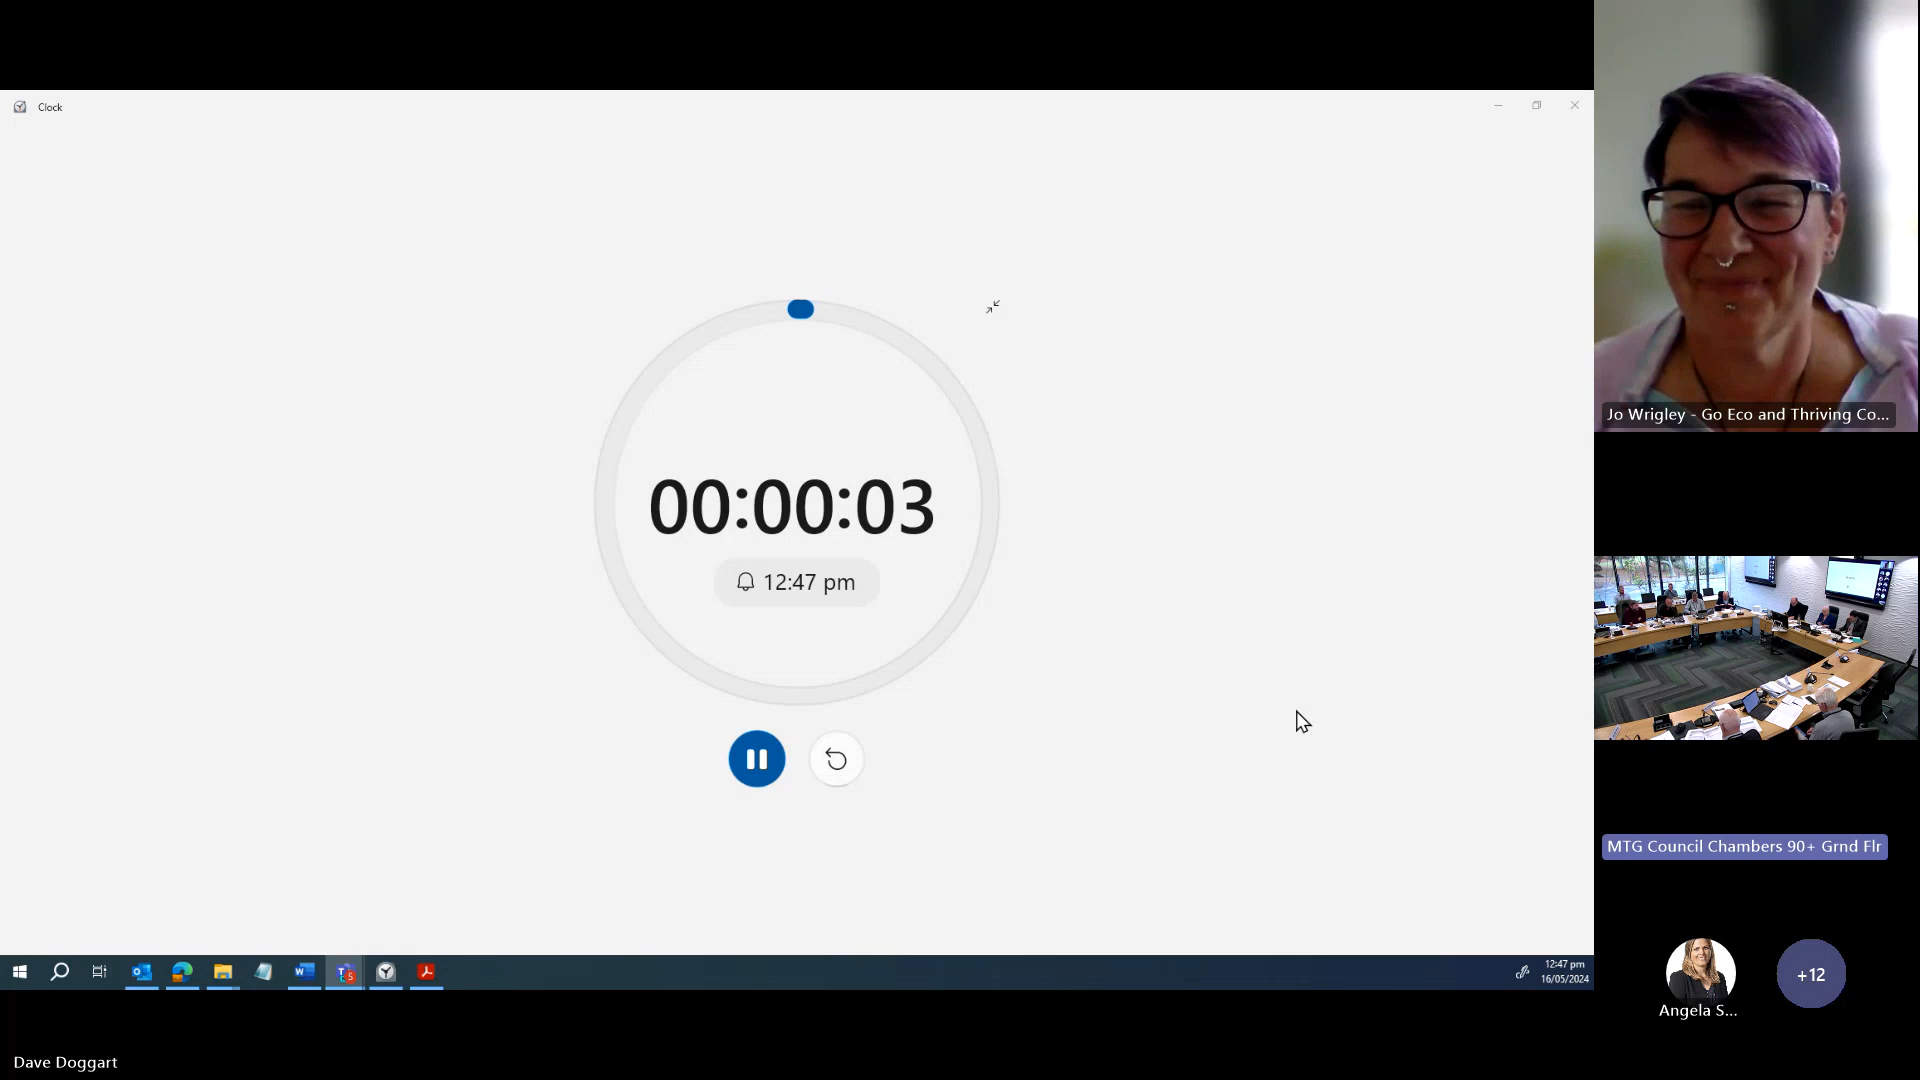 Clock
00:00:03
12:47 pm
12:47 pm
16/05/2024
Dave Doggart
Jo Wrigley - Go Eco and Thriving Co...
MTG Council Chambers 90+ Grnd Flr
Angela S...
+12